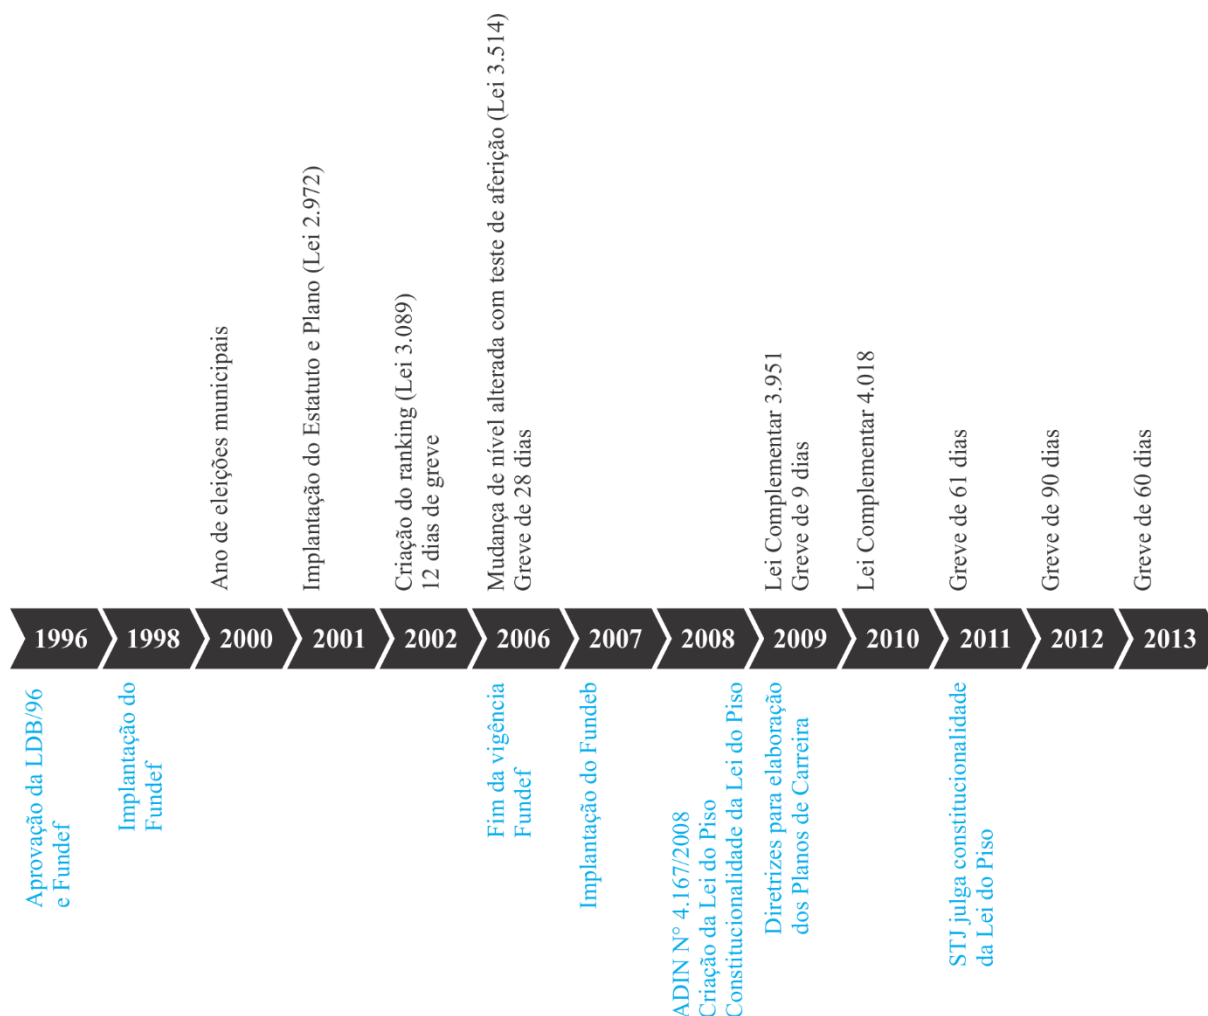 Ano de eleições municipais
Implantação do Estatuto e Plano (Lei 2.972)
Criação do ranking (Lei 3.089)
12 dias de greve
Mudança de nível alterada com teste de aferição (Lei 3.514)
Greve de 28 dias
Lei Complementar 3.951
Greve de 9 dias
Lei Complementar 4.018
Greve de 61 dias
Greve de 90 dias
Greve de 60 dias
1996
1998
2000
2001
2002
2006
2007
2008
2009
2010
2011
2012
2013
Aprovação da LDB/96
e Fundef
Implantação do
Fundef
Fim da vigência
Fundef
Implantação do Fundeb
ADIN N° 4.167/2008
Criação da Lei do Piso
Constitucionalidade da Lei do Piso
Diretrizes para elaboração
dos Planos de Carreira
STJ julga constitucionalidade
da Lei do Piso